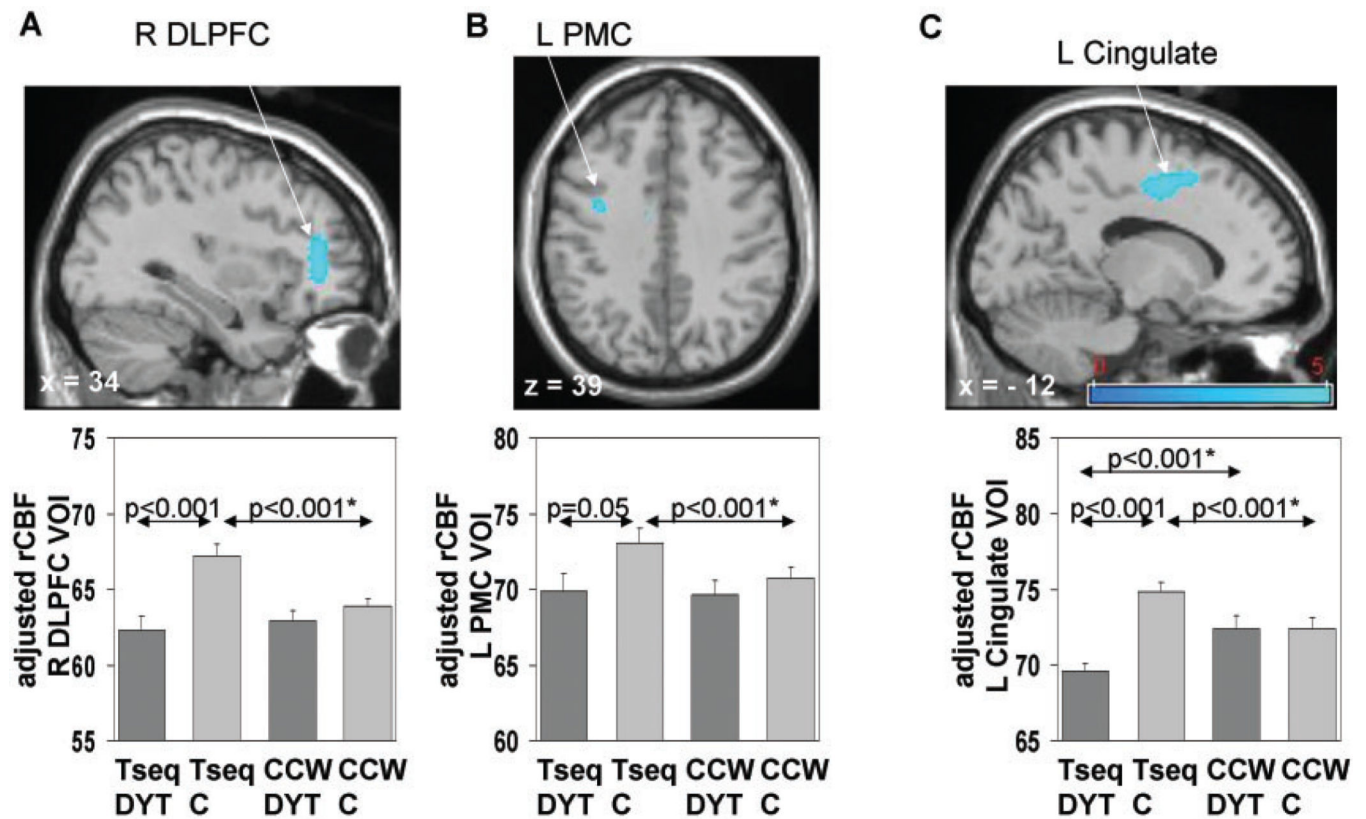 A
R DLPFC
x = 34
75
70
65
60
55
adjusted rCBF
R DLPFC VOI
p<0.001
p<0.001*
Tseq Tseq CCW CCW
DYT C DYT C
B
L PMC
z = 39
80
75
70
65
60
adjusted rCBF
L PMC VOI
p=0.05
p<0.001*
Tseq Tseq CCW CCW
DYT C DYT C
C
L Cingulate
x = - 12
0
5
85
80
75
70
65
adjusted rCBF
L Cingulate VOI
p<0.001*
p<0.001
p<0.001*
Tseq Tseq CCW CCW
DYT C DYT C